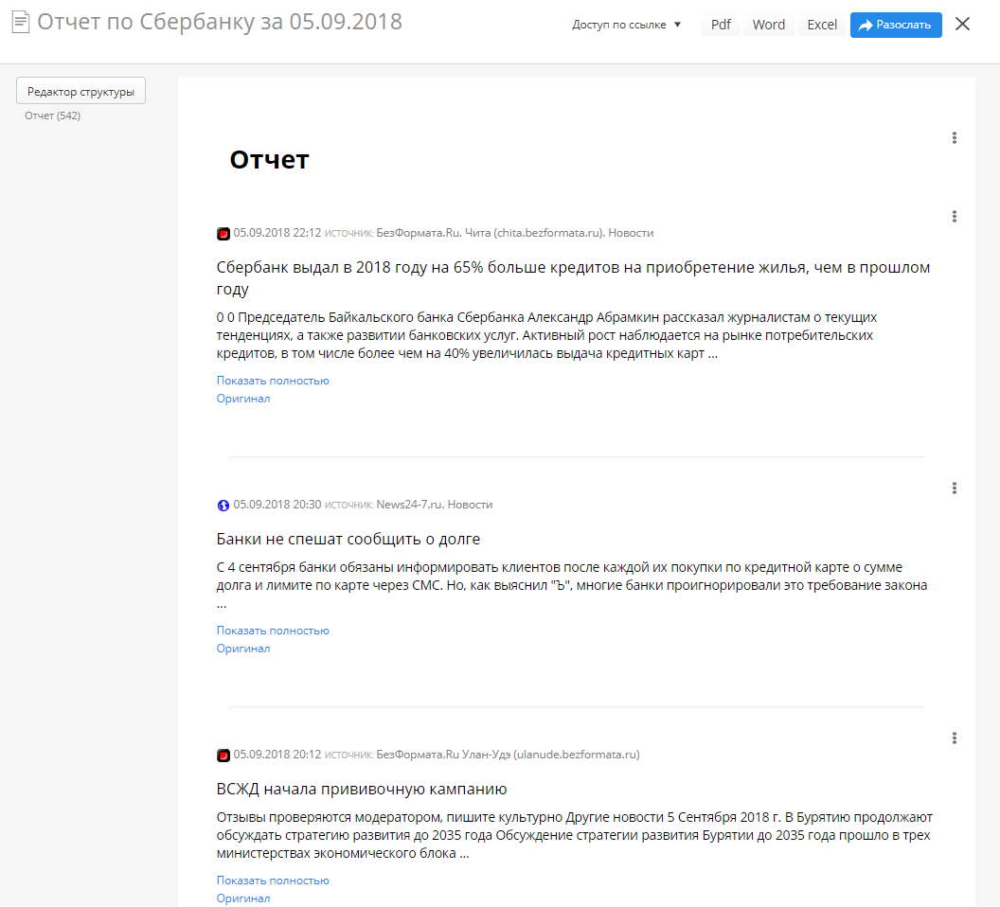 Отчет по Сбербанку за 05.09.2018
Доступ по ссылке ▼ Pdf Word Excel Разослать
Редактор структуры
Отчет (542)
Отчет
05.09.2018 22:12 источник: БезФормата.Ru. Чита (chita.bezformata.ru). Новости
Сбербанк выдал в 2018 году на 65% больше кредитов на приобретение жилья, чем в прошлом
году
0 0 Председатель Байкальского банка Сбербанка Александр Абрамкин рассказал журналистам о текущих
тенденциях, а также развитии банковских услуг. Активный рост наблюдается на рынке потребительских
кредитов, в том числе более чем на 40% увеличилась выдача кредитных карт ...
Показать полностью
Оригинал
05.09.2018 20:30 источник: News24-7.ru. Новости
Банки не спешат сообщить о долге
С 4 сентября банки обязаны информировать клиентов после каждой их покупки по кредитной карте о сумме
долга и лимите по карте через СМС. Но, как выяснил "Ъ", многие банки проигнорировали это требование закона
...
Показать полностью
Оригинал
05.09.2018 20:12 источник: БезФормата.Ru Улан-Удэ (ulanude.bezformata.ru)
ВСЖД начала прививочную кампанию
Отзывы проверяются модератором, пишите культурно Другие новости 5 Сентября 2018 г. В Бурятию продолжают
обсуждать стратегию развития до 2035 года Обсуждение стратегии развития Бурятии до 2035 года прошло в трех
министерствах экономического блока ...
Показать полностью
Оригинал